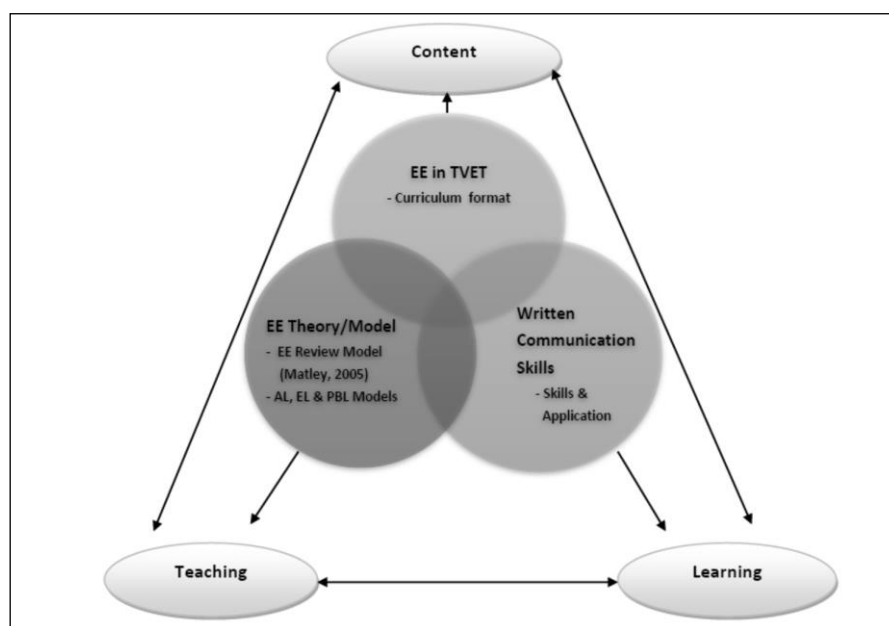 Content
EE in TVET
- Curriculum format
EE Theory/Model
- EE Review Model
(Matley, 2005)
- AL, EL & PBL Models
Written
Communication
Skills
- Skills &
Application
Teaching
Learning